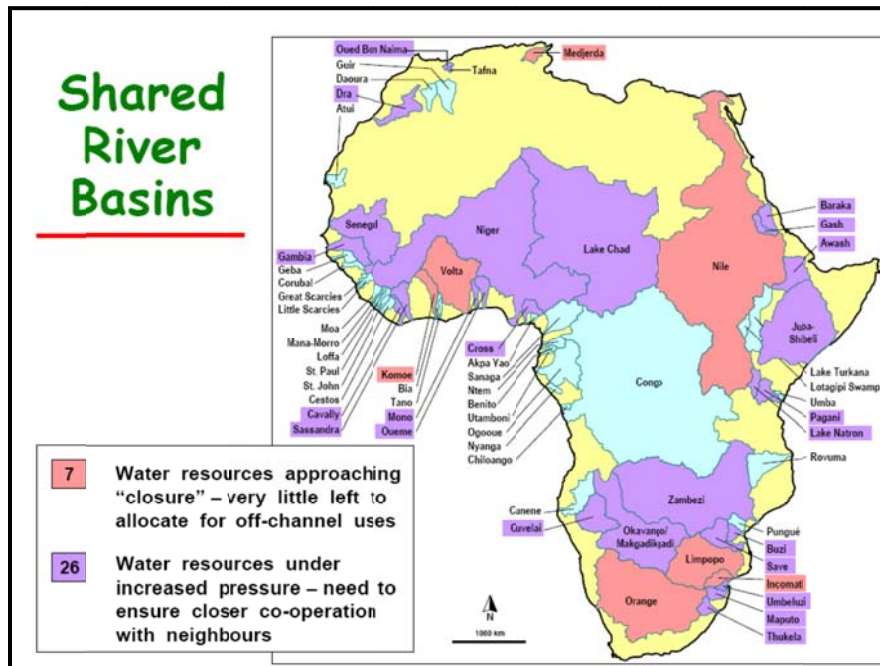 Shared
River
Basins
Oued Bon Naima
Guir
Daoura
Dra
Atui
Tafna
Medjerda
Senegal
Niger
Lake Chad
Nile
Volta
Baraka
Gash
Awash
Juba-
Shibeli
Gambia
Geba
Corubal
Great Scarcies
Little Scarcies
Moa
Mana-Morro
Loffa
St. Paul
St. John
Cestos
Cavally
Sassandra
Komoe
Bia
Tano
Mono
Oueme
Cross
Akpa Yao
Sanaga
Ntem
Benito
Utamboni
Ogooue
Nyanga
Chiloango
Congo
Lake Turkana
Lotagipi Swamp
Umba
Pagani
Lake Natron
Rovuma
Zambezi
Cunene
Cuvelai
Okavanjo/
Makgadikjadi
Limpopo
Orange
Pungué
Buzi
Save
Incomati
Umbeluzi
Maputo
Thukela
N
1000 km
7 Water resources approaching
“closure” – very little left to
allocate for off-channel uses
26 Water resources under
increased pressure – need to
ensure closer co-operation
with neighbours